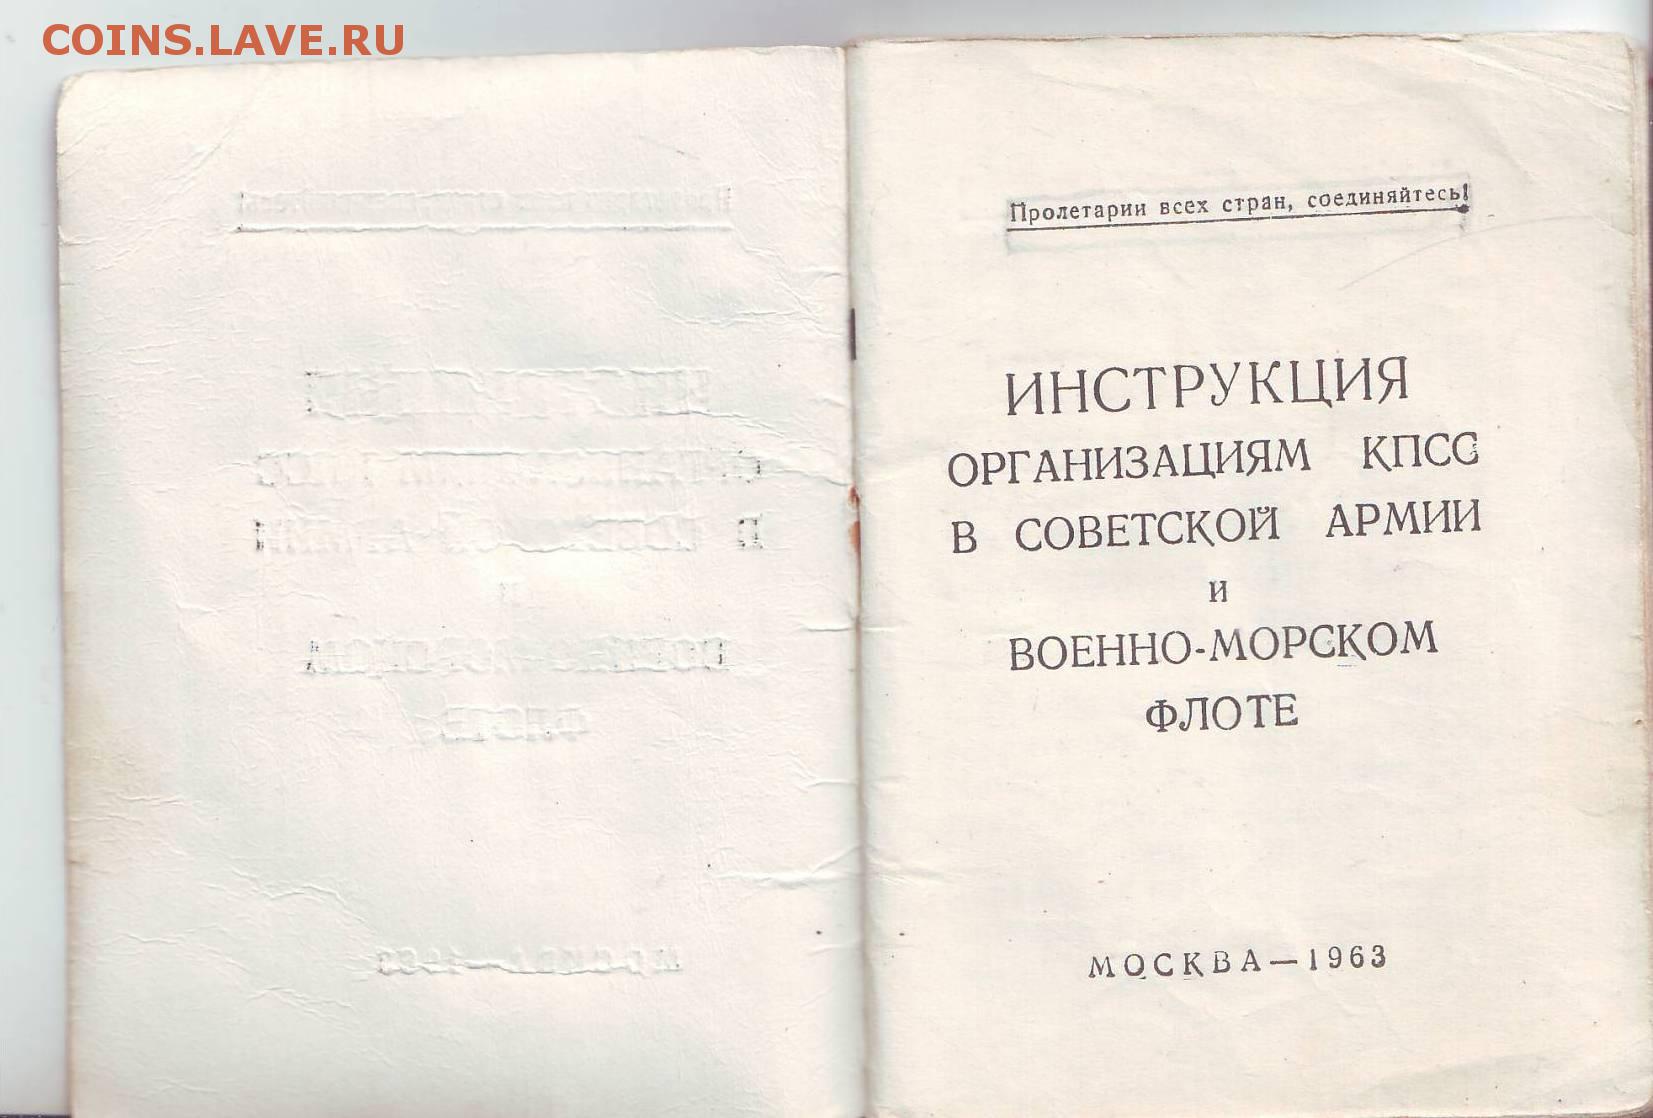 COINS.LAVE.RU
Пролетарии всех стран, соединяйтесь!
ИНСТРУКЦИЯ
ОРГАНИЗАЦИЯМ КПСС
В СОВЕТСКОЙ АРМИИ
и
ВОЕННО-МОРСКОМ
ФЛОТЕ
МОСКВА—1963